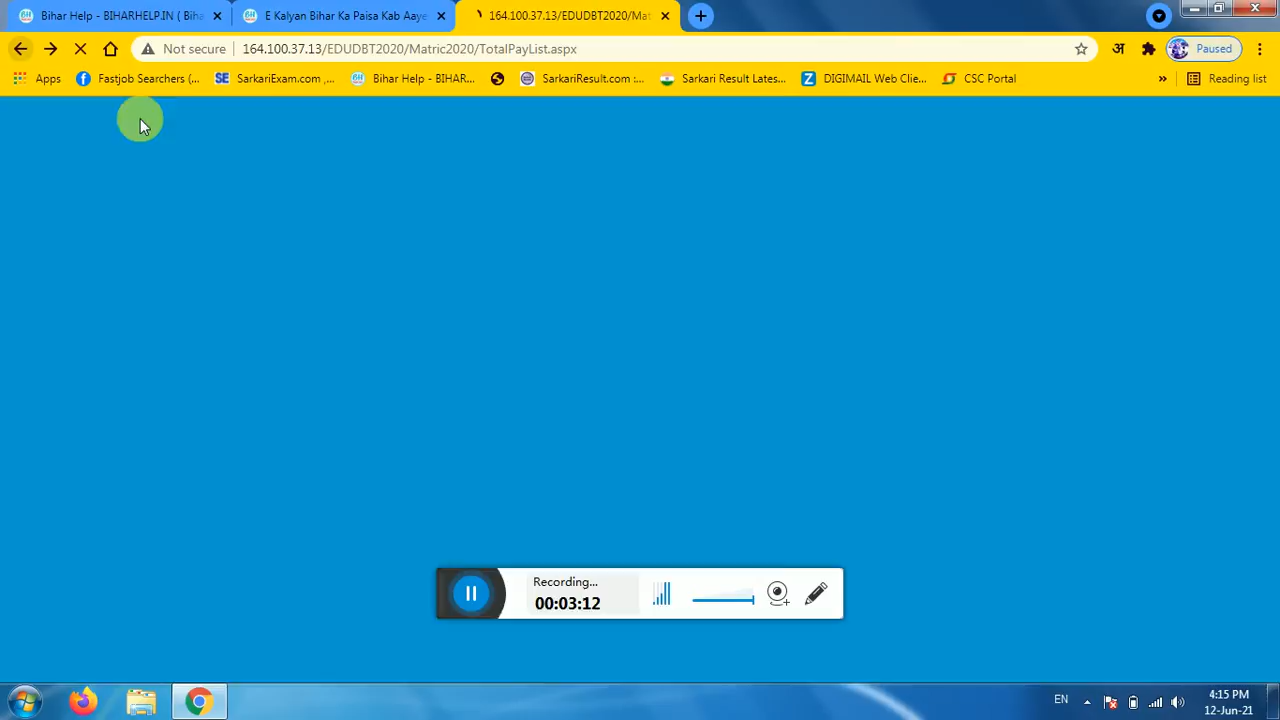 Bihar Help - BIHARHELP.IN ( Biha
E Kalyan Bihar Ka Paisa Kab Aaye
164.100.37.13/EDUDBT2020/Mat
Not secure
164.100.37.13/EDUDBT2020/Matric2020/TotalPayList.aspx
अ
Paused
Apps
Fastjob Searchers (...
SE
SarkariExam.com ,...
BH
Bihar Help - BIHAR...
SarkariResult.com :...
Sarkari Result Lates...
Z
DIGIMAIL Web Clie...
CSC Portal
»
Reading list
Recording...
00:03:12
EN
4:15 PM
12-Jun-21